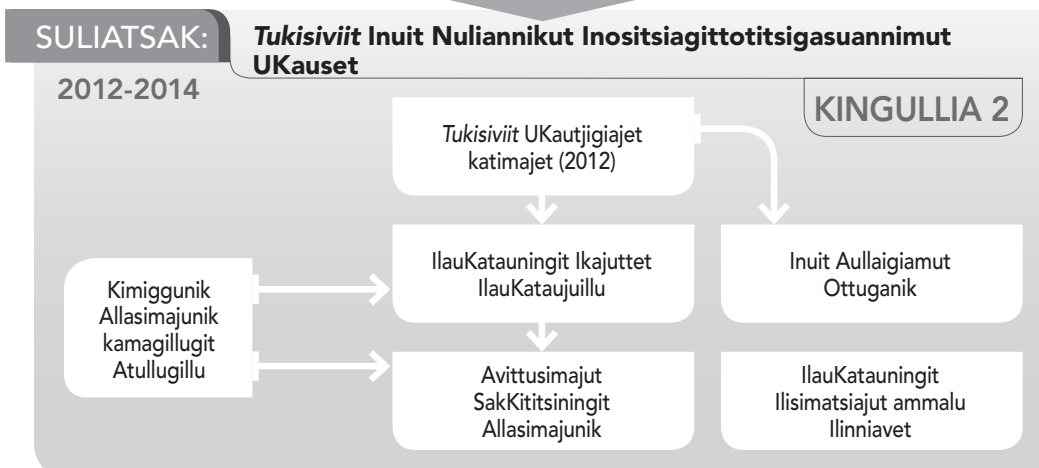 SULIATSAK:
2012-2014
Tukisiviit Inuit Nuliannikut Inositsiagittotitsigasuannimut
UKauset
KINGULLIA 2
Tukisiviit UKautjigiajet
katimajet (2012)
IlauKatauningit Ikajuttet
IlauKataujuillu
Inuit Aullaigiamut
Ottuganik
Kimiggunik
Allasimajunik
kamagillugit
Atullugillu
Avittusimajut
SakKititsiningit
Allasimajunik
IlauKatauningit
Ilisimatsiajut ammalu
Ilinniavet